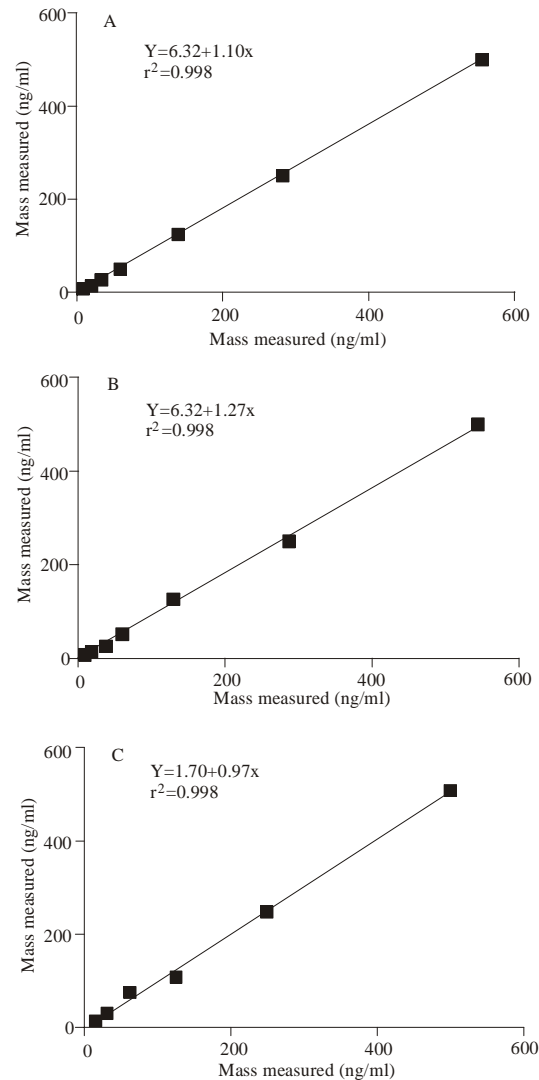 A
Y=6.32+1.10x
r²=0.998
Mass measured (ng/ml)
600
400
200
0
0 200 400 600
Mass measured (ng/ml)
B
Y=6.32+1.27x
r²=0.998
Mass measured (ng/ml)
600
400
200
0
0 200 400 600
Mass measured (ng/ml)
C
Y=1.70+0.97x
r²=0.998
Mass measured (ng/ml)
600
400
200
0
0 200 400 600
Mass measured (ng/ml)